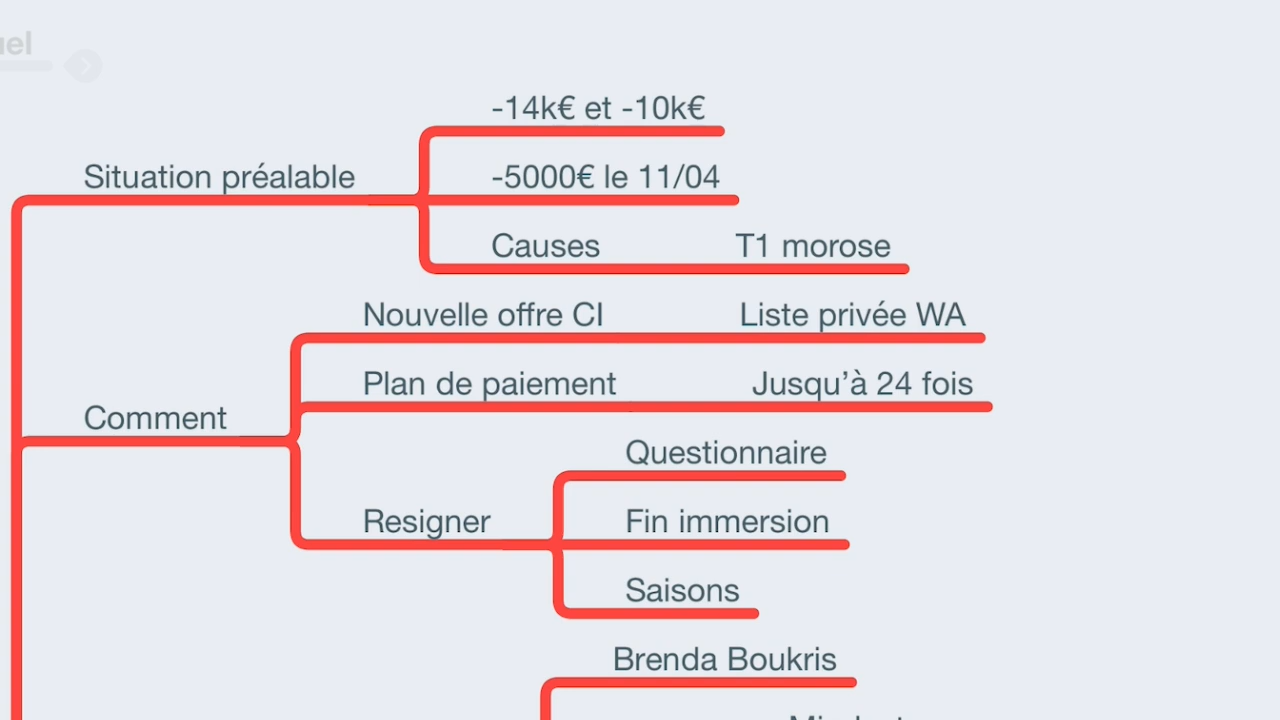 -14k€ et -10k€
Situation préalable
-5000€ le 11/04
Causes T1 morose
Nouvelle offre CI Liste privée WA
Plan de paiement Jusqu’à 24 fois
Comment
Questionnaire
Resigner Fin immersion
Saisons
Brenda Boukris